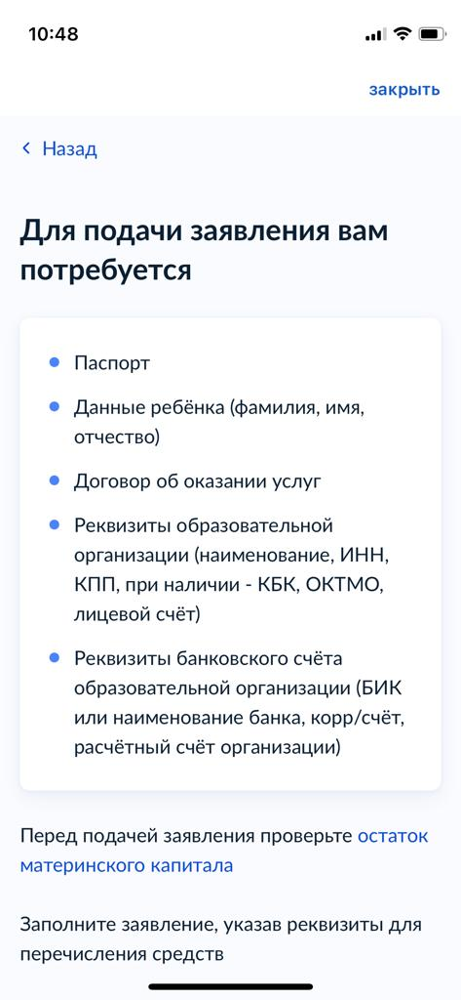 10:48
закрыть
Назад
Для подачи заявления вам
потребуется
Паспорт
Данные ребёнка (фамилия, имя,
отчество)
Договор об оказании услуг
Реквизиты образовательной
организации (наименование, ИНН,
КПП, при наличии - КБК, ОКТМО,
лицевой счёт)
Реквизиты банковского счёта
образовательной организации (БИК
или наименование банка, корр/счёт,
расчётный счёт организации)
Перед подачей заявления проверьте остаток
материнского капитала
Заполните заявление, указав реквизиты для
перечисления средств